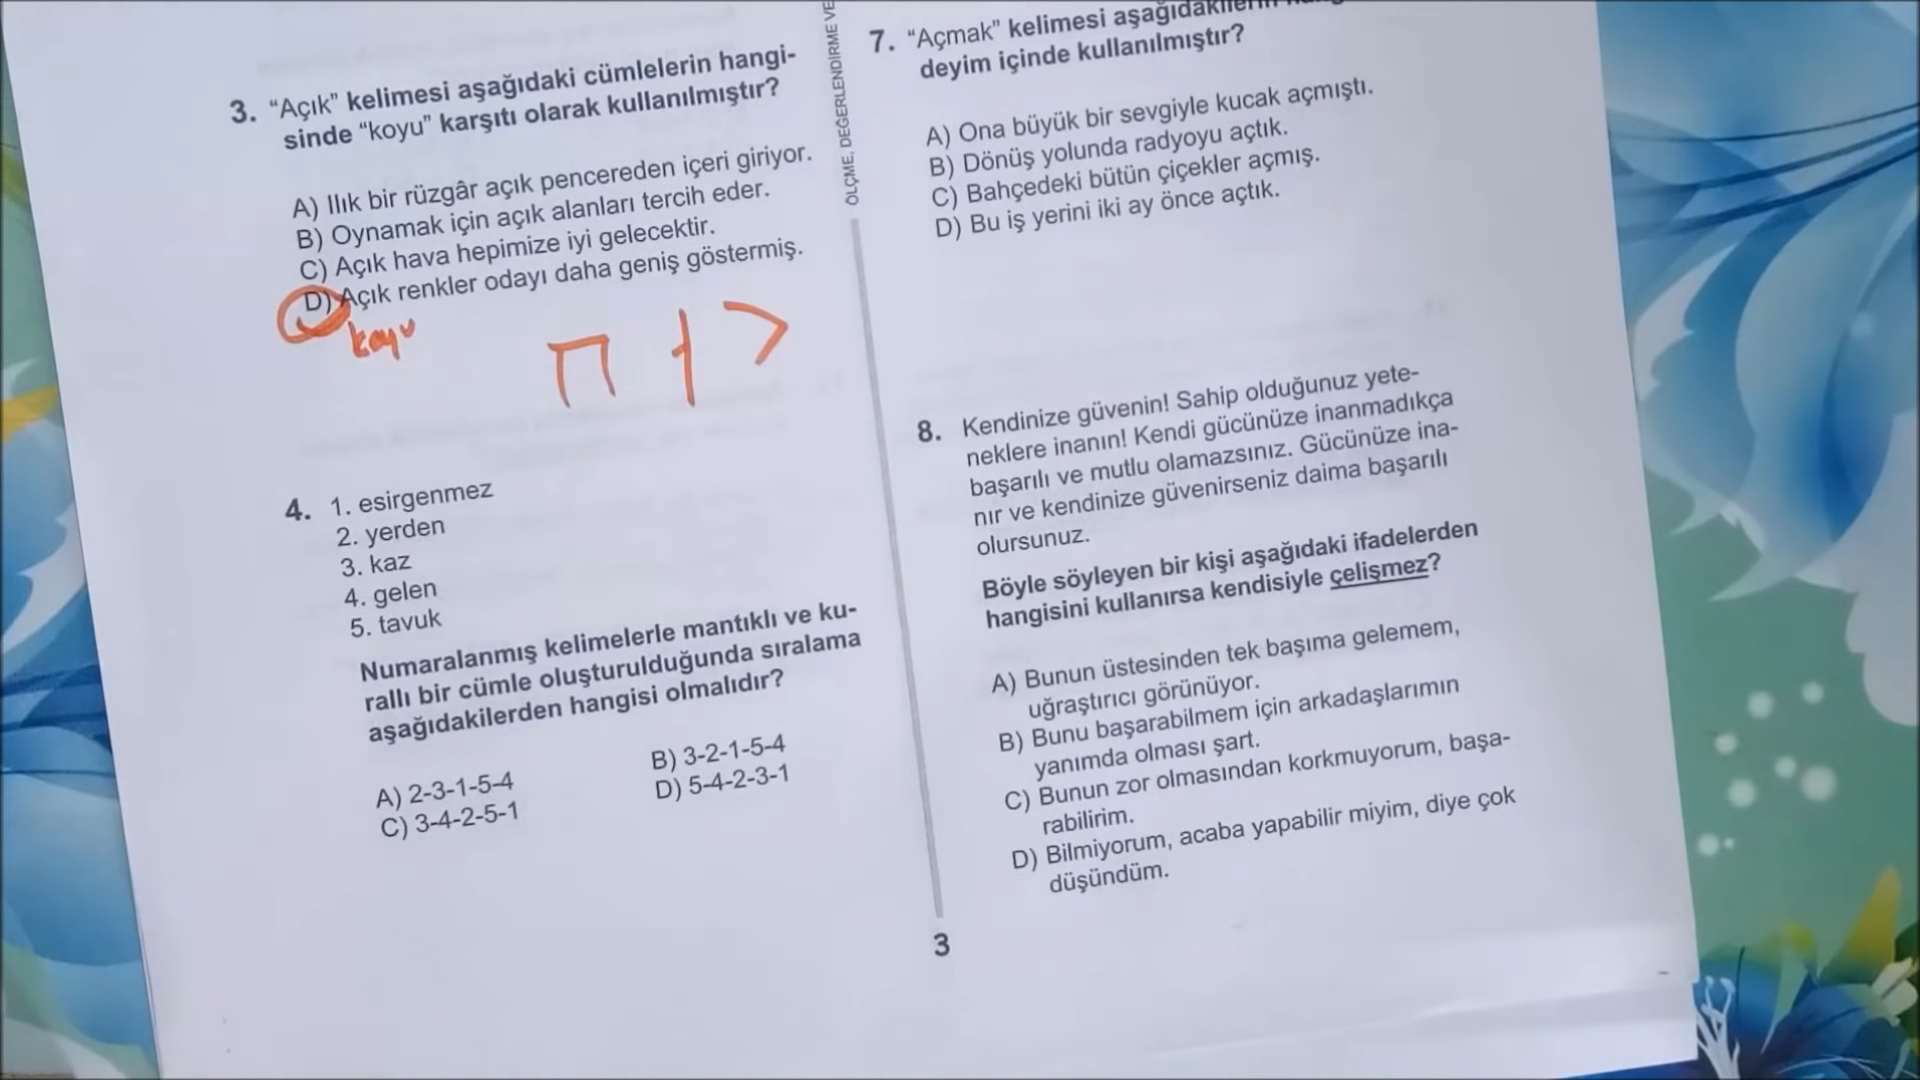 3. “Açık” kelimesi aşağıdaki cümlelerin hangi-
sinde “koyu” karşıtı olarak kullanılmıştır?
A) Ilık bir rüzgâr açık pencereden içeri giriyor.
B) Oynamak için açık alanları tercih eder.
C) Açık hava hepimize iyi gelecektir.
D) Açık renkler odayı daha geniş göstermiş.
koyu
4. 1. esirgenmez
2. yerden
3. kaz
4. gelen
5. tavuk
Numaralanmış kelimelerle mantıklı ve ku-
rallı bir cümle oluşturulduğunda sıralama
aşağıdakilerden hangisi olmalıdır?
A) 2-3-1-5-4
B) 3-2-1-5-4
C) 3-4-2-5-1
D) 5-4-2-3-1
ÖLÇME, DEĞERLENDİRME VE
7. “Açmak” kelimesi aşağıdakilerin
deyim içinde kullanılmıştır?
A) Ona büyük bir sevgiyle kucak açmıştı.
B) Dönüş yolunda radyoyu açtık.
C) Bahçedeki bütün çiçekler açmış.
D) Bu iş yerini iki ay önce açtık.
8. Kendinize güvenin! Sahip olduğunuz yete-
neklere inanın! Kendi gücünüze inanmadıkça
başarılı ve mutlu olamazsınız. Gücünüze ina-
nır ve kendinize güvenirseniz daima başarılı
olursunuz.
Böyle söyleyen bir kişi aşağıdaki ifadelerden
hangisini kullanırsa kendisiyle çelişmez?
A) Bunun üstesinden tek başıma gelemem,
uğraştırıcı görünüyor.
B) Bunu başarabilmem için arkadaşlarımın
yanımda olması şart.
C) Bunun zor olmasından korkmuyorum, başa-
rabilirim.
D) Bilmiyorum, acaba yapabilir miyim, diye çok
düşündüm.
3